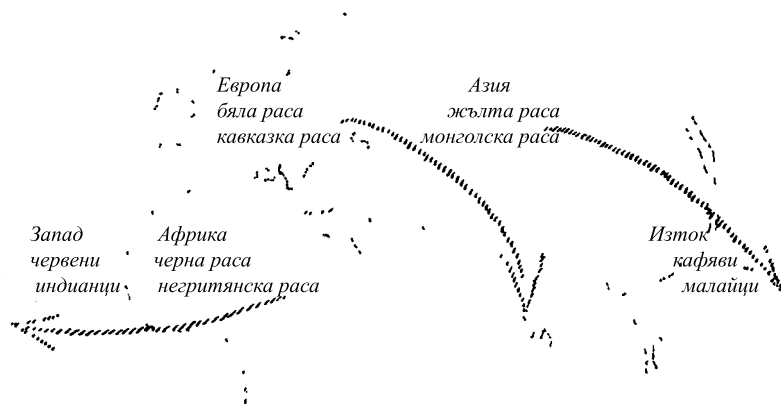 Европа
бяла раса
кавказка раса
Азия
жълта раса
монголска раса
Запад
червени
индианци
Африка
черна раса
негритянска раса
Изток
кафяви
малайци